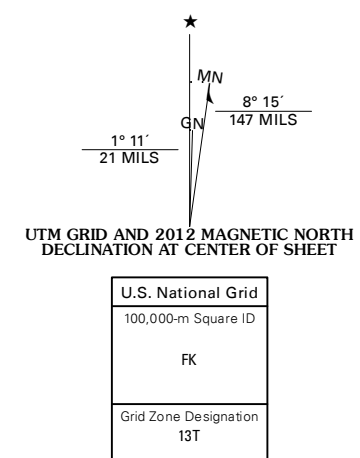 MN
8° 15´
147 MILS
GN
1° 11´
21 MILS
UTM GRID AND 2012 MAGNETIC NORTH
DECLINATION AT CENTER OF SHEET
U.S. National Grid
100,000-m Square ID
FK
Grid Zone Designation
13T